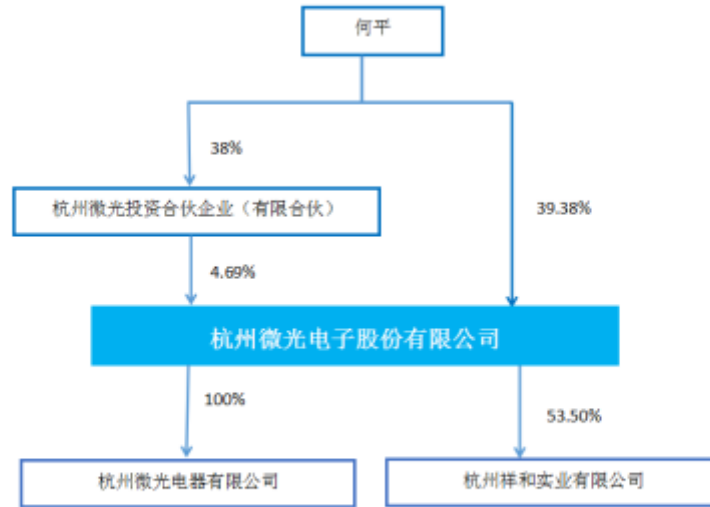 何平
38%
39.38%
杭州微光投资合伙企业（有限合伙）
4.69%
杭州微光电子股份有限公司
100%
53.50%
杭州微光电器有限公司
杭州祥和实业有限公司